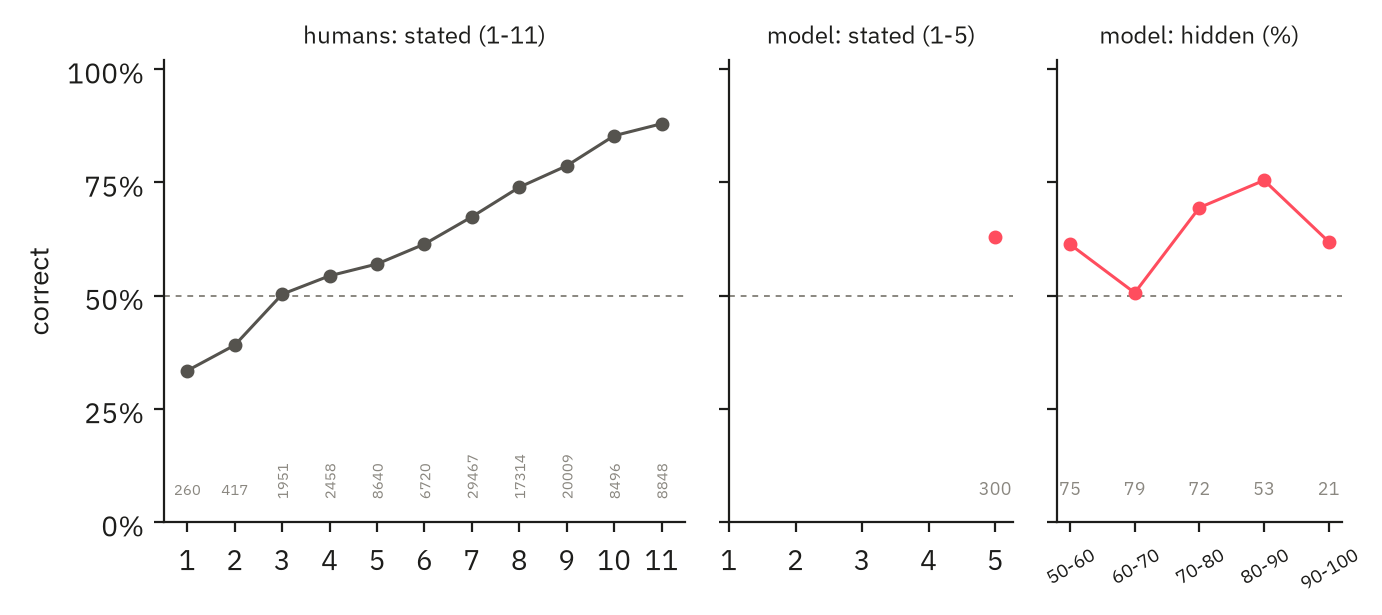 humans: stated (1-11)
model: stated (1-5)
model: hidden (%)
100%
75%
50%
25%
0%
correct
260 417 1951 2458 8640 6720 29467 17314 20009 8496 8848
300
75 79 72 53 21
1 2 3 4 5 6 7 8 9 10 11
1 2 3 4 5
50-60 60-70 70-80 80-90 90-100